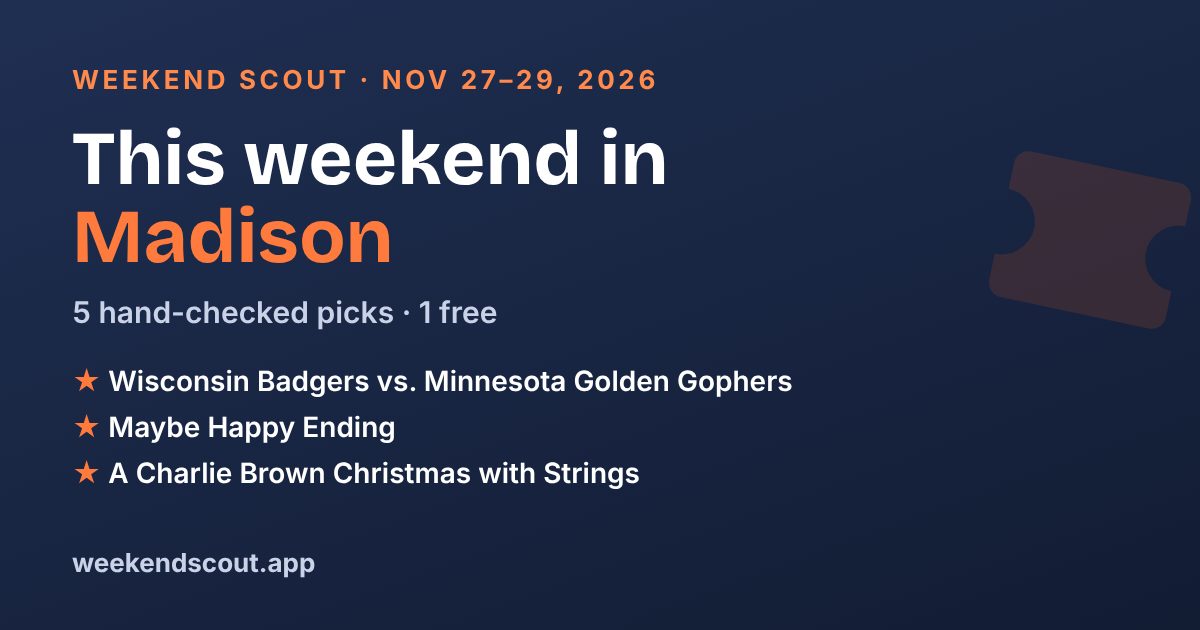 WEEKEND SCOUT · NOV 27–29, 2026
This weekend in
Madison
5 hand-checked picks · 1 free
★ Wisconsin Badgers vs. Minnesota Golden Gophers
★ Maybe Happy Ending
★ A Charlie Brown Christmas with Strings
weekendscout.app